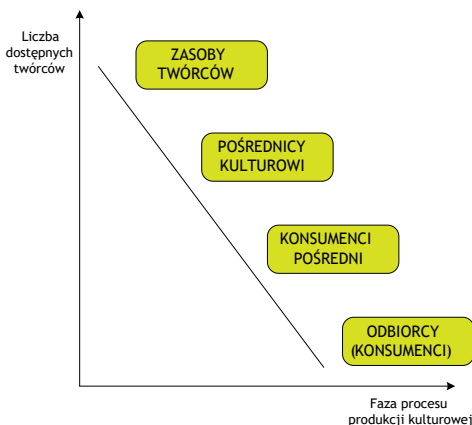 Liczba
dostępnych
twórców
ZASOBY
TWÓRCÓW
POŚREDNICY
KULTUROWI
KONSUMENCI
POŚREDNI
ODBIORCY
(KONSUMENCI)
Faza procesu
produkcji kulturowej